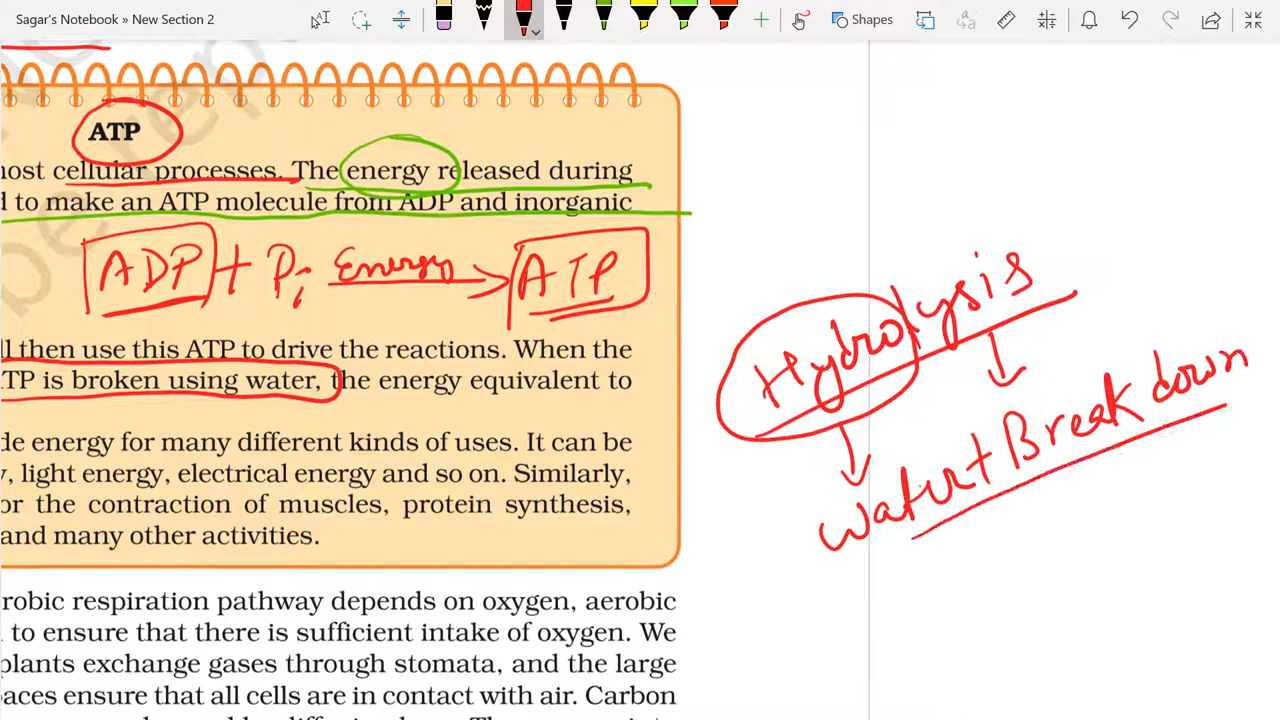 Sagar's Notebook » New Section 2
Shapes
ATP
most cellular processes. The energy released during
d to make an ATP molecule from ADP and inorganic
ADP + Pi Energy ATP
ll then use this ATP to drive the reactions. When the
TP is broken using water, the energy equivalent to
de energy for many different kinds of uses. It can be
y, light energy, electrical energy and so on. Similarly,
or the contraction of muscles, protein synthesis,
and many other activities.
Hydrolysis
water + Break down
robic respiration pathway depends on oxygen, aerobic
to ensure that there is sufficient intake of oxygen. We
plants exchange gases through stomata, and the large
paces ensure that all cells are in contact with air. Carbon